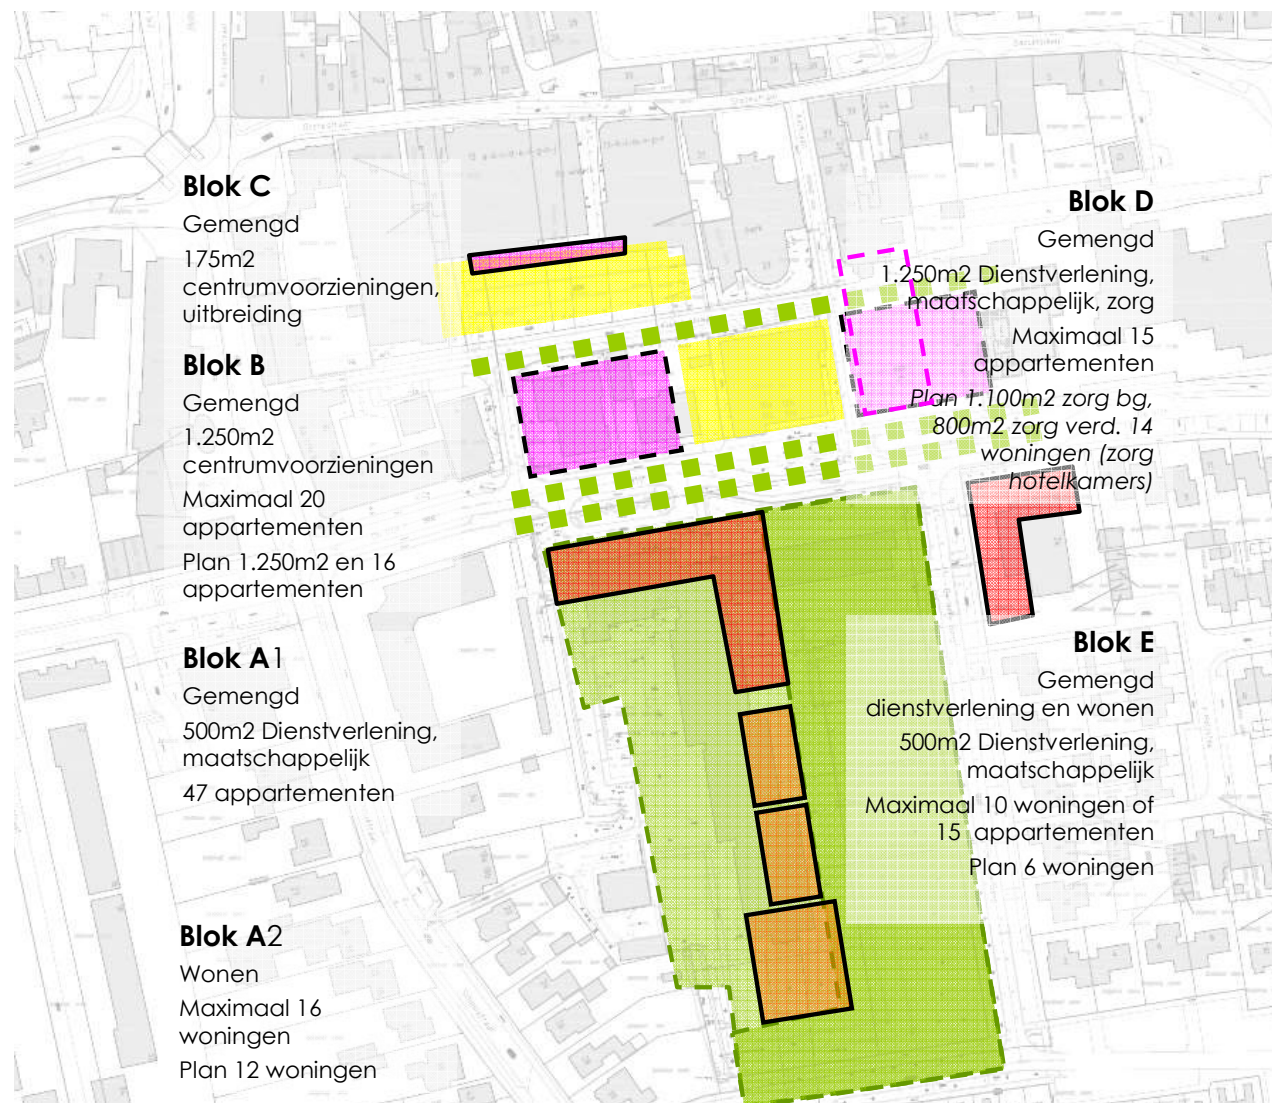 Blok C
Gemengd
175m2
centrumvoorzieningen,
uitbreiding
Blok B
Gemengd
1.250m2
centrumvoorzieningen
Maximaal 20
appartementen
Plan 1.250m2 en 16
appartementen
Blok A1
Gemengd
500m2 Dienstverlening,
maatschappelijk
47 appartementen
Blok A2
Wonen
Maximaal 16
woningen
Plan 12 woningen
Blok D
Gemengd
1.250m2 Dienstverlening,
maatschappelijk, zorg
Maximaal 15
appartementen
Plan 1.100m2 zorg bg,
800m2 zorg verd. 14
woningen (zorg
hotelkamers)
Blok E
Gemengd
dienstverlening en wonen
500m2 Dienstverlening,
maatschappelijk
Maximaal 10 woningen of
15 appartementen
Plan 6 woningen